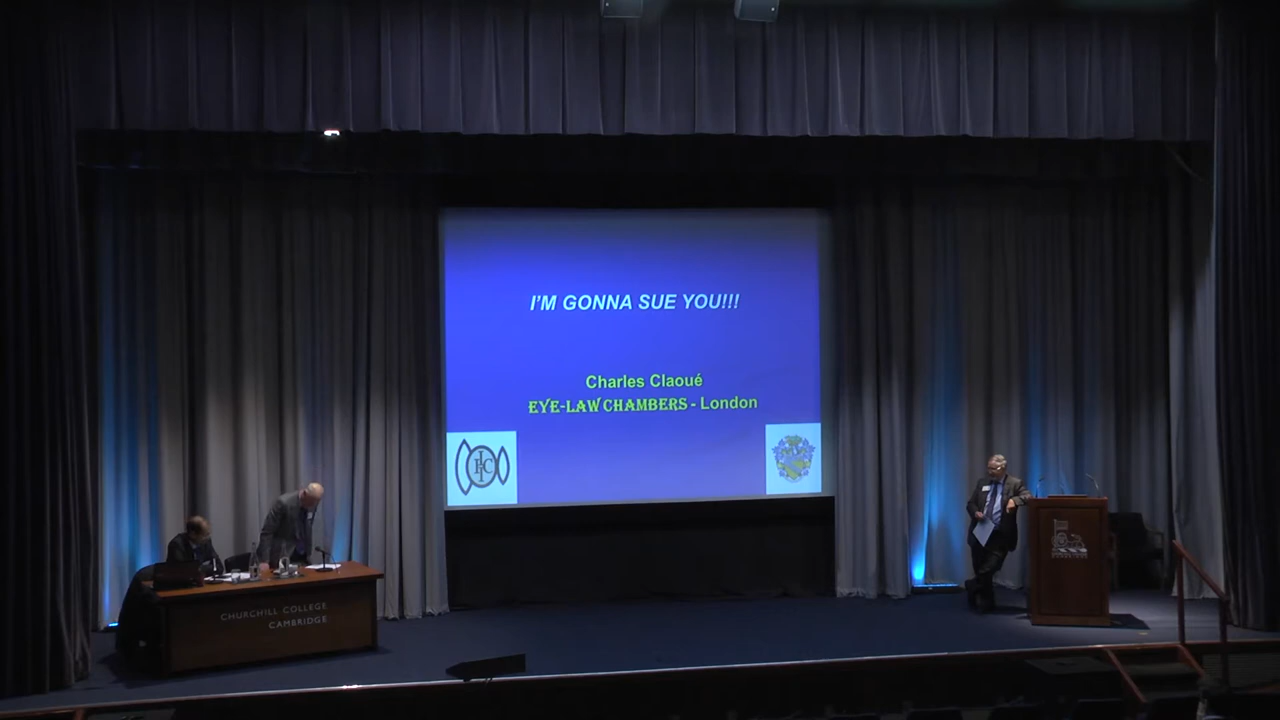 I'M GONNA SUE YOU!!!
Charles Claoué
EYE-LAW CHAMBERS - London
CHURCHILL COLLEGE
CAMBRIDGE